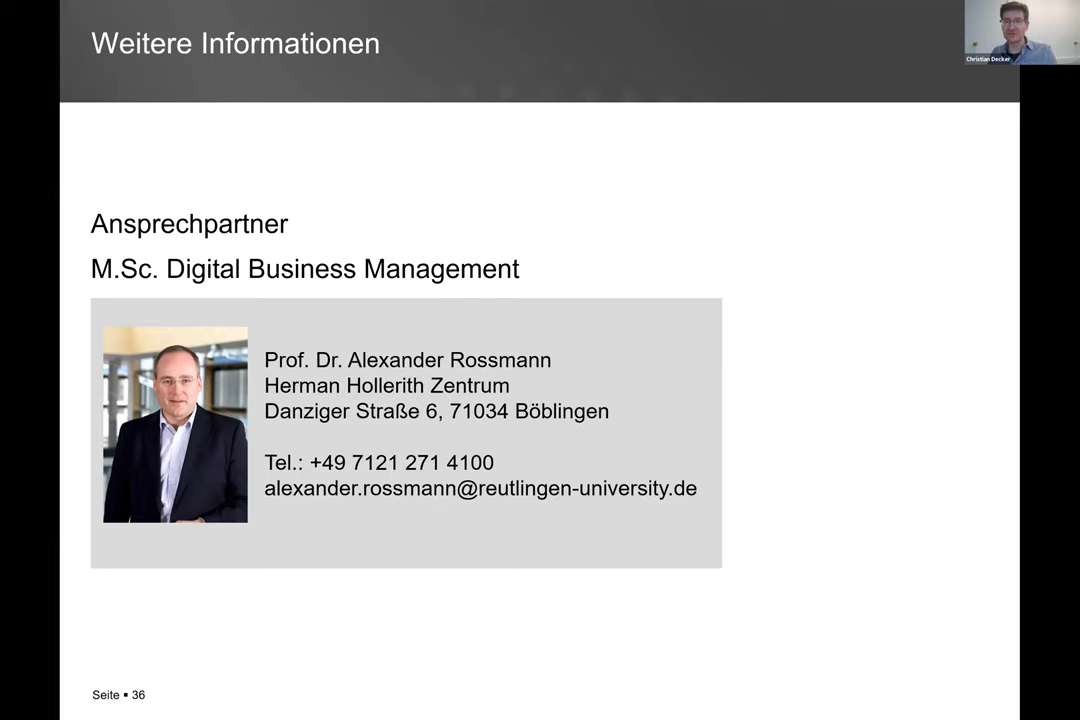 Weitere Informationen
Christian Decker
Ansprechpartner
M.Sc. Digital Business Management
Prof. Dr. Alexander Rossmann
Herman Hollerith Zentrum
Danziger Straße 6, 71034 Böblingen
Tel.: +49 7121 271 4100
alexander.rossmann@reutlingen-university.de
Seite ▪ 36